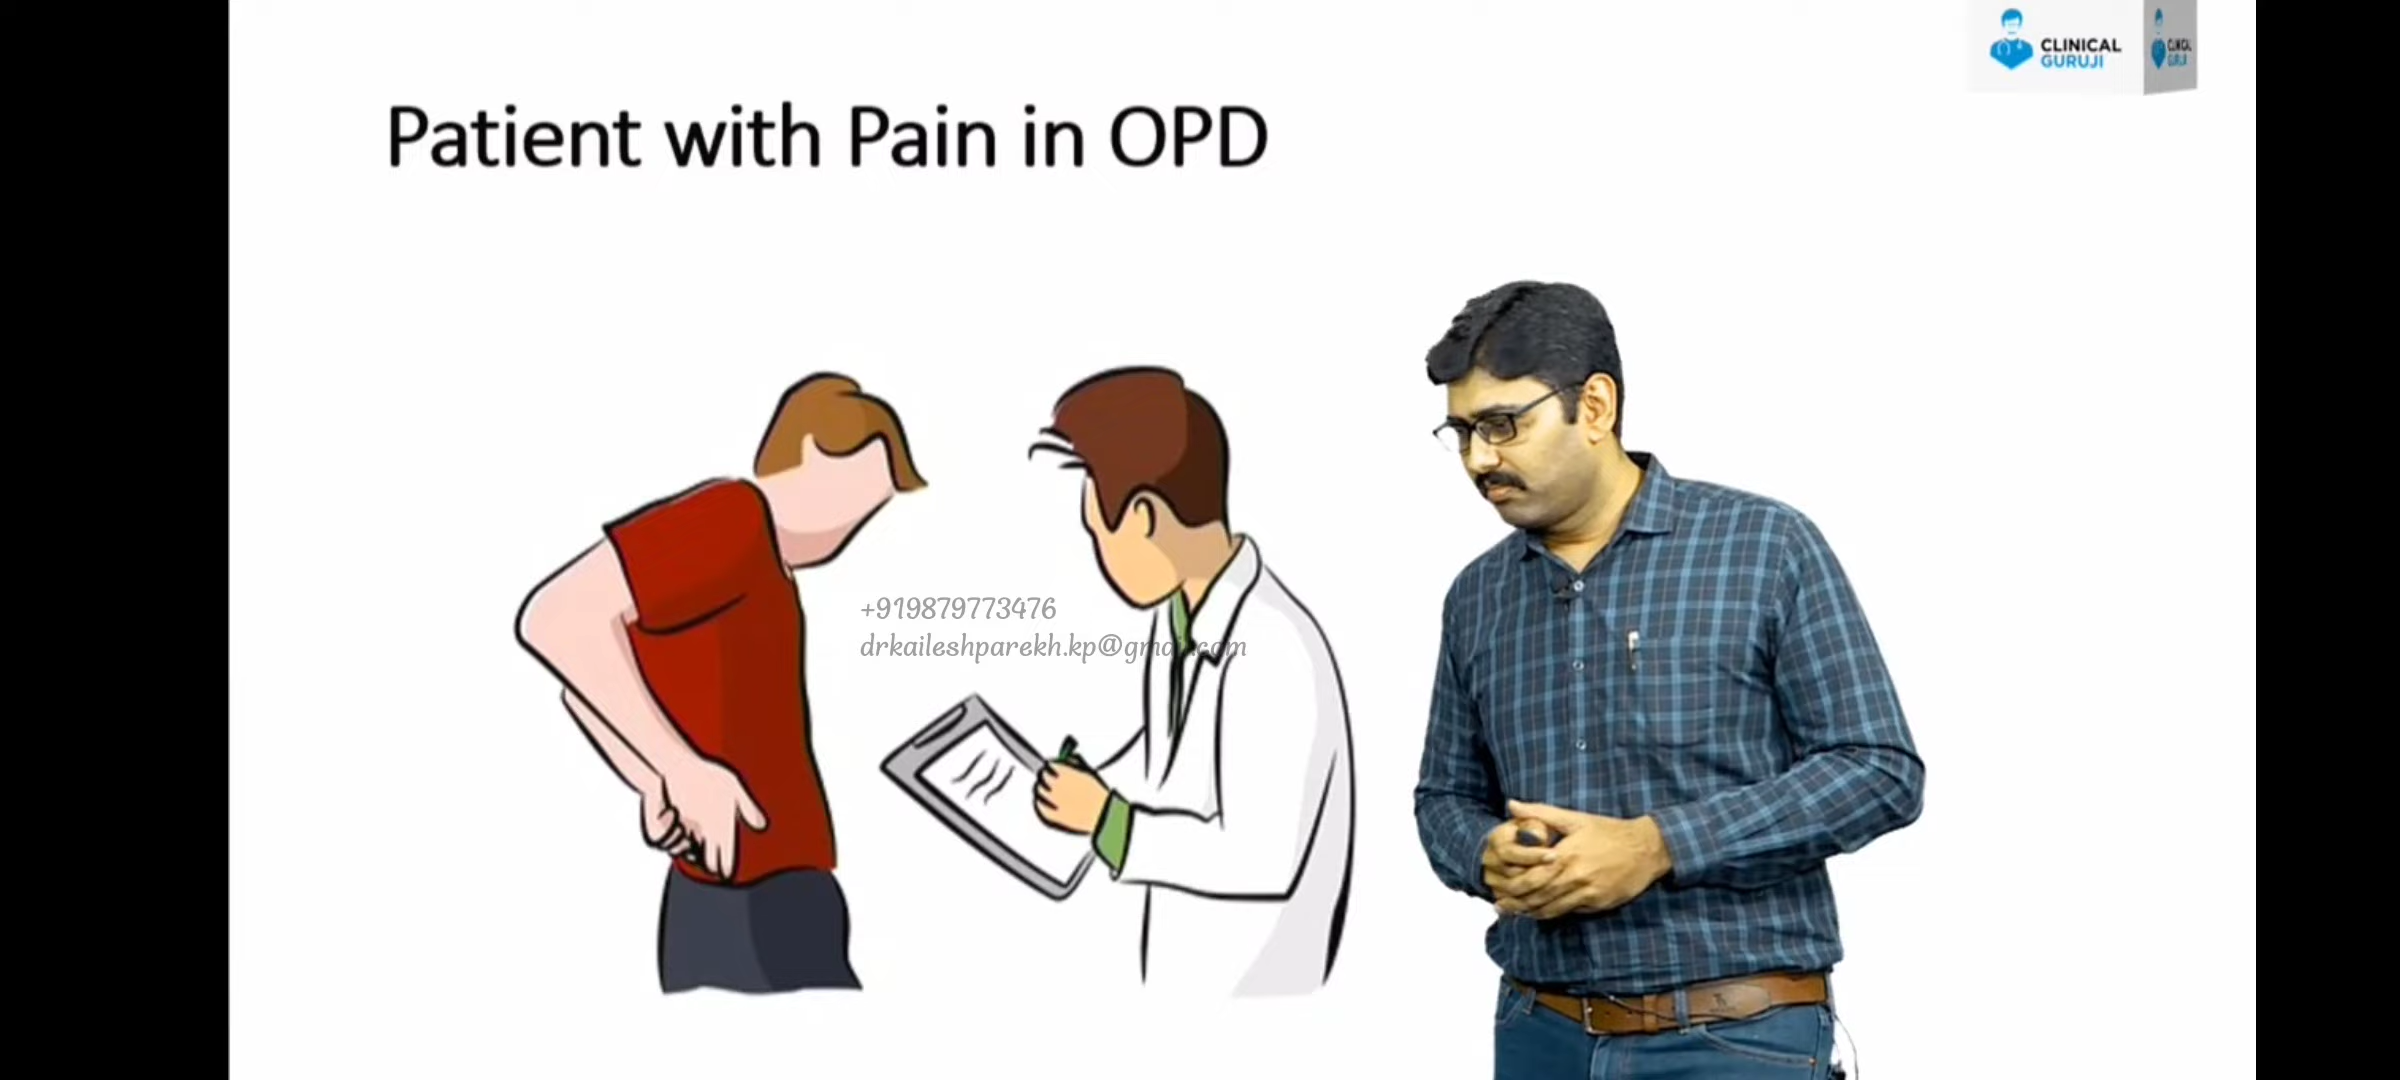 CLINICAL
GURUJI
Patient with Pain in OPD
+919879773476
drkaileshparekh.kp@gmail.com